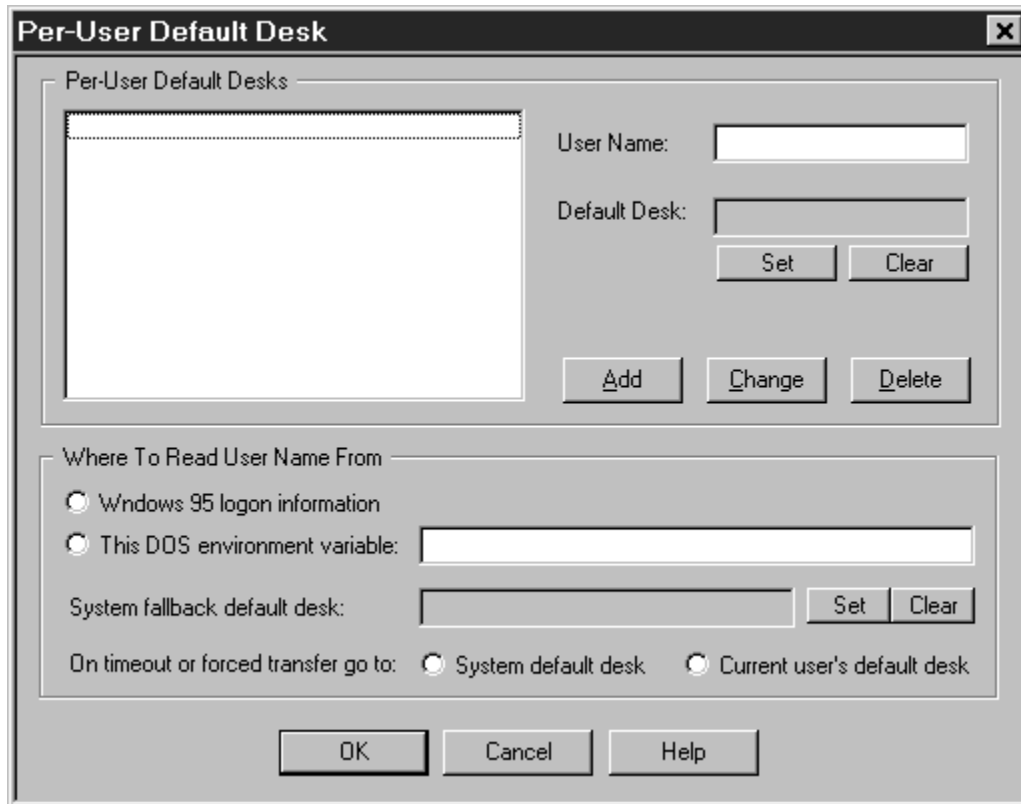 Per-User Default Desk
Per-User Default Desks
User Name:
Default Desk:
Set Clear
Add Change Delete
Where To Read User Name From
Wndows 95 logon information
This DOS environment variable:
System fallback default desk: Set Clear
On timeout or forced transfer go to: System default desk Current user's default desk
OK Cancel Help